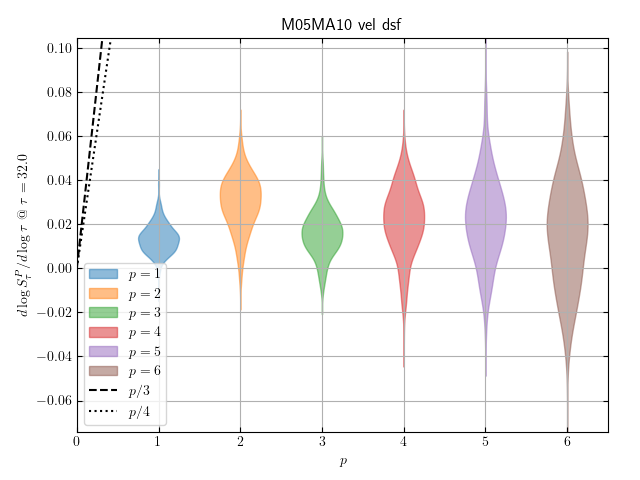 M05MA10 vel dsf
0.10
0.08
0.06
0.04
0.02
0.00
−0.02
−0.04
−0.06
d log S_τ^P / d log τ @ τ = 32.0
p = 1
p = 2
p = 3
p = 4
p = 5
p = 6
p/3
p/4
0 1 2 3 4 5 6
p